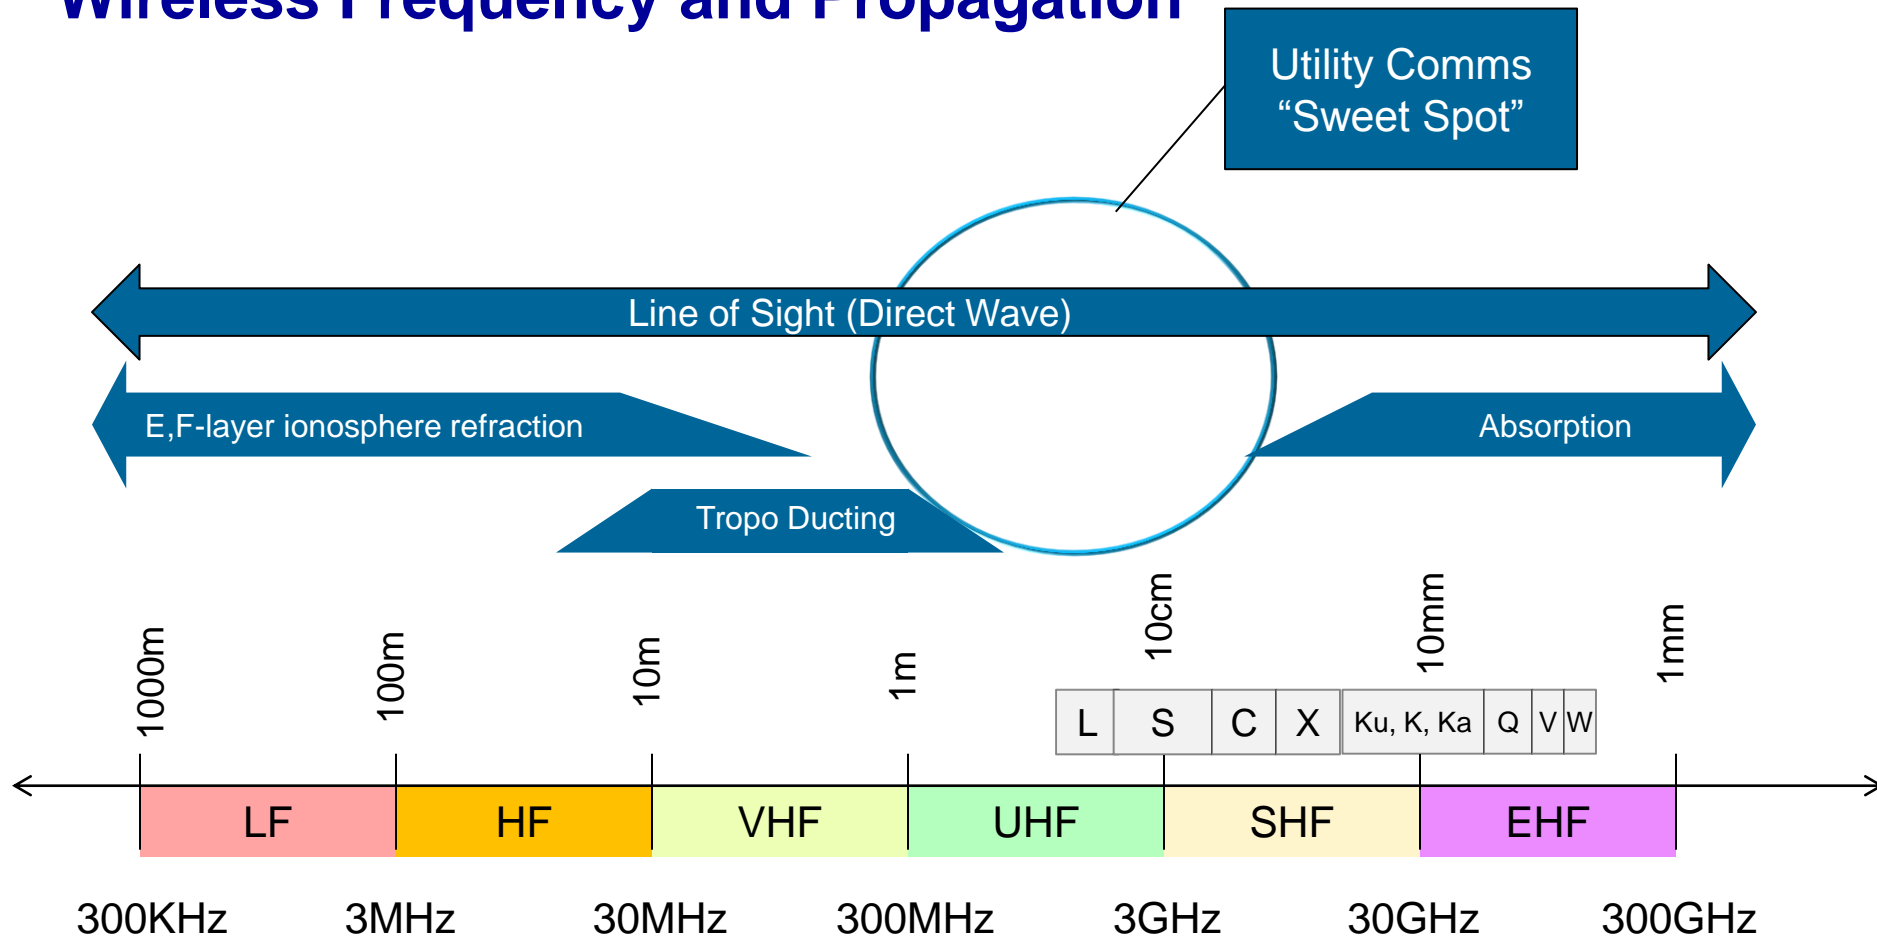 Wireless Frequency and Propagation
Utility Comms
“Sweet Spot”
Line of Sight (Direct Wave)
E,F-layer ionosphere refraction
Absorption
Tropo Ducting
1000m
100m
10m
1m
10cm
10mm
1mm
L
S
C
X
Ku, K, Ka
Q
V
W
LF
HF
VHF
UHF
SHF
EHF
300KHz
3MHz
30MHz
300MHz
3GHz
30GHz
300GHz